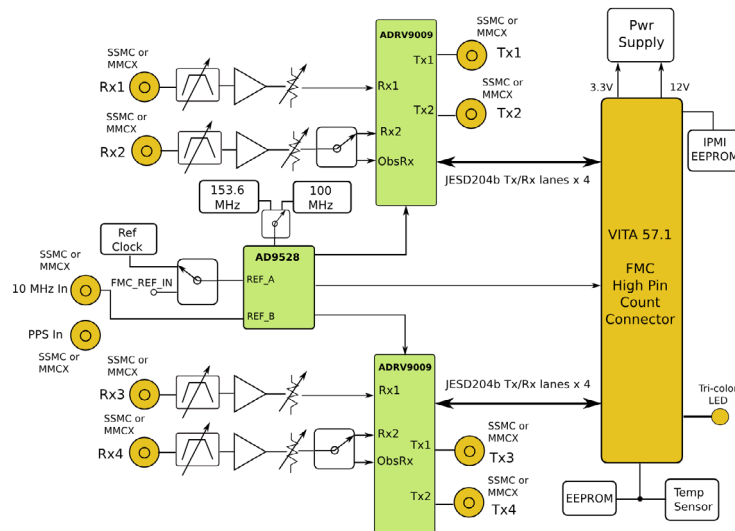 SSMC or
MMCX
Rx1
SSMC or
MMCX
Rx2
ADRV9009
Tx1
Rx1
Tx2
Rx2
ObsRx
SSMC or
MMCX
Tx1
SSMC or
MMCX
Tx2
JESD204b Tx/Rx lanes x 4
Pwr
Supply
3.3V
12V
IPMI
EEPROM
153.6
MHz
100
MHz
Ref
Clock
SSMC or
MMCX
FMC_REF_IN
10 MHz In
AD9528
REF_A
REF_B
PPS In
SSMC or
MMCX
VITA 57.1
FMC
High Pin
Count
Connector
SSMC or
MMCX
Rx3
SSMC or
MMCX
Rx4
ADRV9009
Rx1
Rx2
Tx1
ObsRx
Tx2
JESD204b Tx/Rx lanes x 4
SSMC or
MMCX
Tx3
SSMC or
MMCX
Tx4
Tri-color
LED
EEPROM
Temp
Sensor